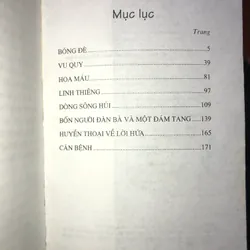 Mục lục
Trang
BÓNG ĐÈ 5
VU QUY 39
HOA MÁU 81
LINH THIÊNG 97
DÒNG SÔNG HỦI 109
BỐN NGƯỜI ĐÀN BÀ VÀ MỘT ĐÁM TANG 139
HUYỀN THOẠI VỀ LỜI HỨA 165
CĂN BỆNH 171